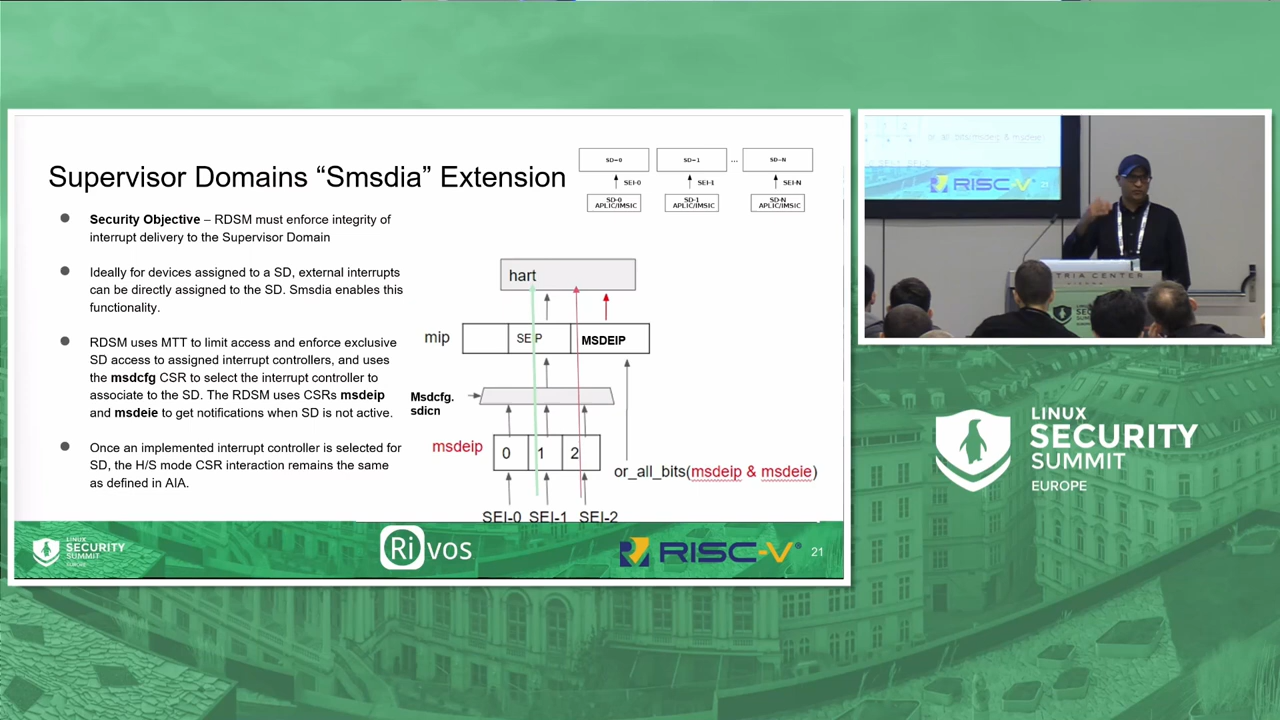 Supervisor Domains “Smsdia” Extension
SD-0
SD-1
...
SD-N
SEI-0
SEI-1
SEI-N
SD-0
APLIC/IMSIC
SD-1
APLIC/IMSIC
SD-N
APLIC/IMSIC
Security Objective – RDSM must enforce integrity of
interrupt delivery to the Supervisor Domain
Ideally for devices assigned to a SD, external interrupts
can be directly assigned to the SD. Smsdia enables this
functionality.
RDSM uses MTT to limit access and enforce exclusive
SD access to assigned interrupt controllers, and uses
the msdcfg CSR to select the interrupt controller to
associate to the SD. The RDSM uses CSRs msdeip
and msdeie to get notifications when SD is not active.
Once an implemented interrupt controller is selected for
SD, the H/S mode CSR interaction remains the same
as defined in AIA.
hart
mip
SEIP
MSDEIP
Msdcfg.
sdicn
msdeip
0
1
2
or_all_bits(msdeip & msdeie)
SEI-0
SEI-1
SEI-2
LINUX
SECURITY
SUMMIT
EUROPE
Rivos
RISC-V®
21
RISC-V
21
LINUX
SECURITY
SUMMIT
EUROPE